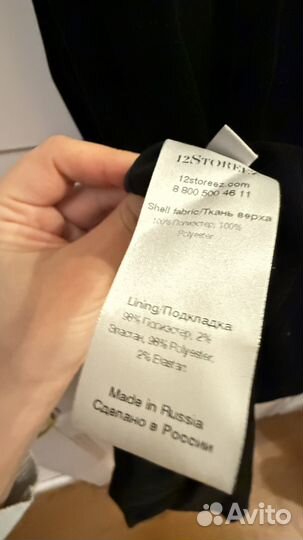 12STOREEZ
12storeez.com
8 800 500 46 11
Shell fabric/Ткань верха
100% Полиэстер, 100%
Polyester
Lining/Подкладка:
98% Полиэстер, 2%
Эластан, 98% Polyester,
2% Elastan
Made in Russia
Сделано в России
Avito